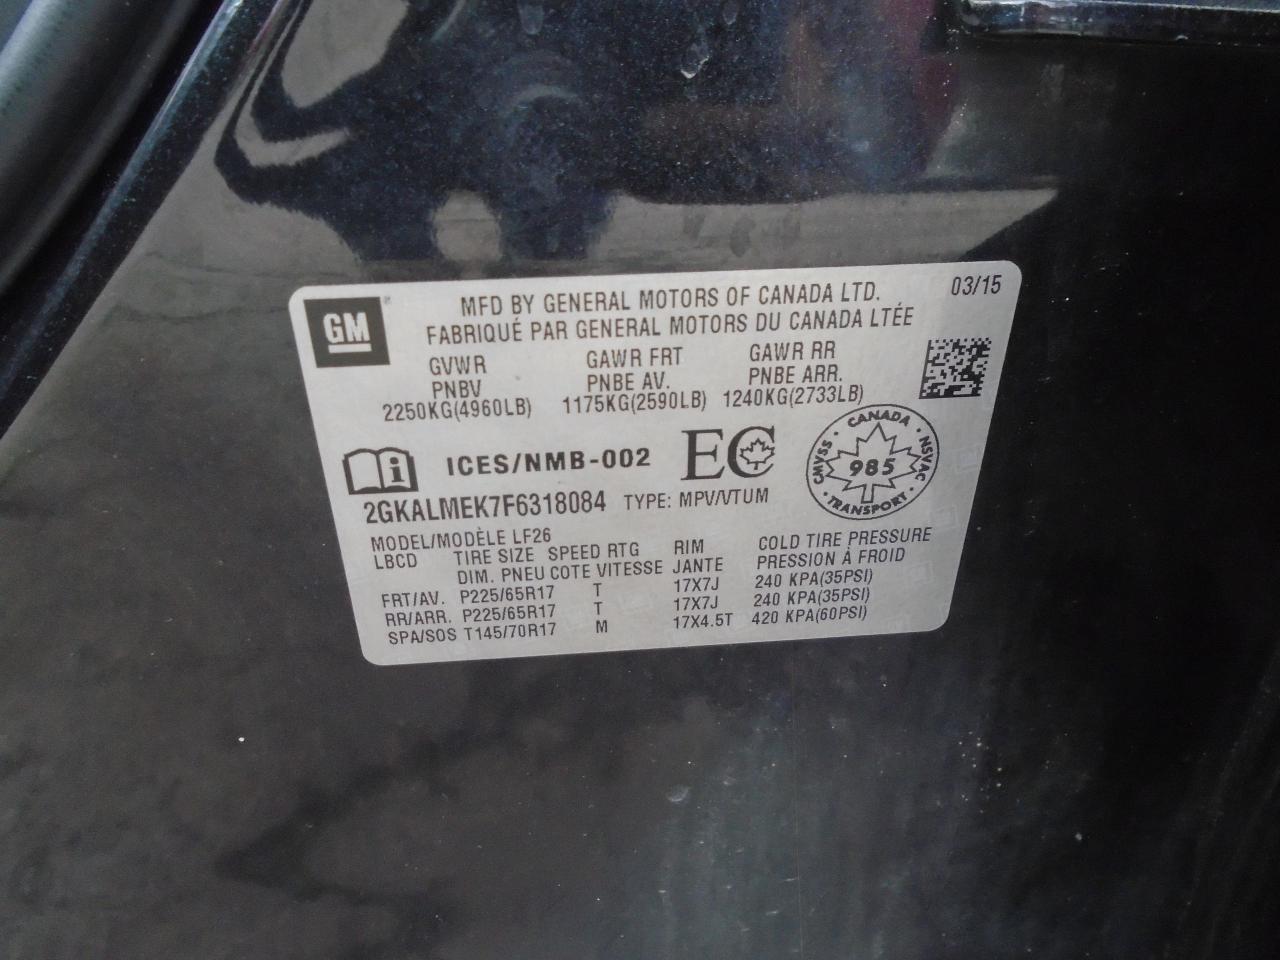 GM
MFD BY GENERAL MOTORS OF CANADA LTD.
03/15
FABRIQUÉ PAR GENERAL MOTORS DU CANADA LTÉE
GVWR GAWR FRT GAWR RR
PNBV PNBE AV. PNBE ARR.
2250KG(4960LB) 1175KG(2590LB) 1240KG(2733LB)
i ICES/NMB-002 EC
CANADA
CMVSS 985 NSVAC
TRANSPORT
2GKALMEK7F6318084 TYPE: MPV/VTUM
MODEL/MODÈLE LF26
LBCD TIRE SIZE SPEED RTG RIM COLD TIRE PRESSURE
DIM. PNEU COTE VITESSE JANTE PRESSION À FROID
FRT/AV. P225/65R17 T 17X7J 240 KPA(35PSI)
RR/ARR. P225/65R17 T 17X7J 240 KPA(35PSI)
SPA/SOS T145/70R17 M 17X4.5T 420 KPA(60PSI)